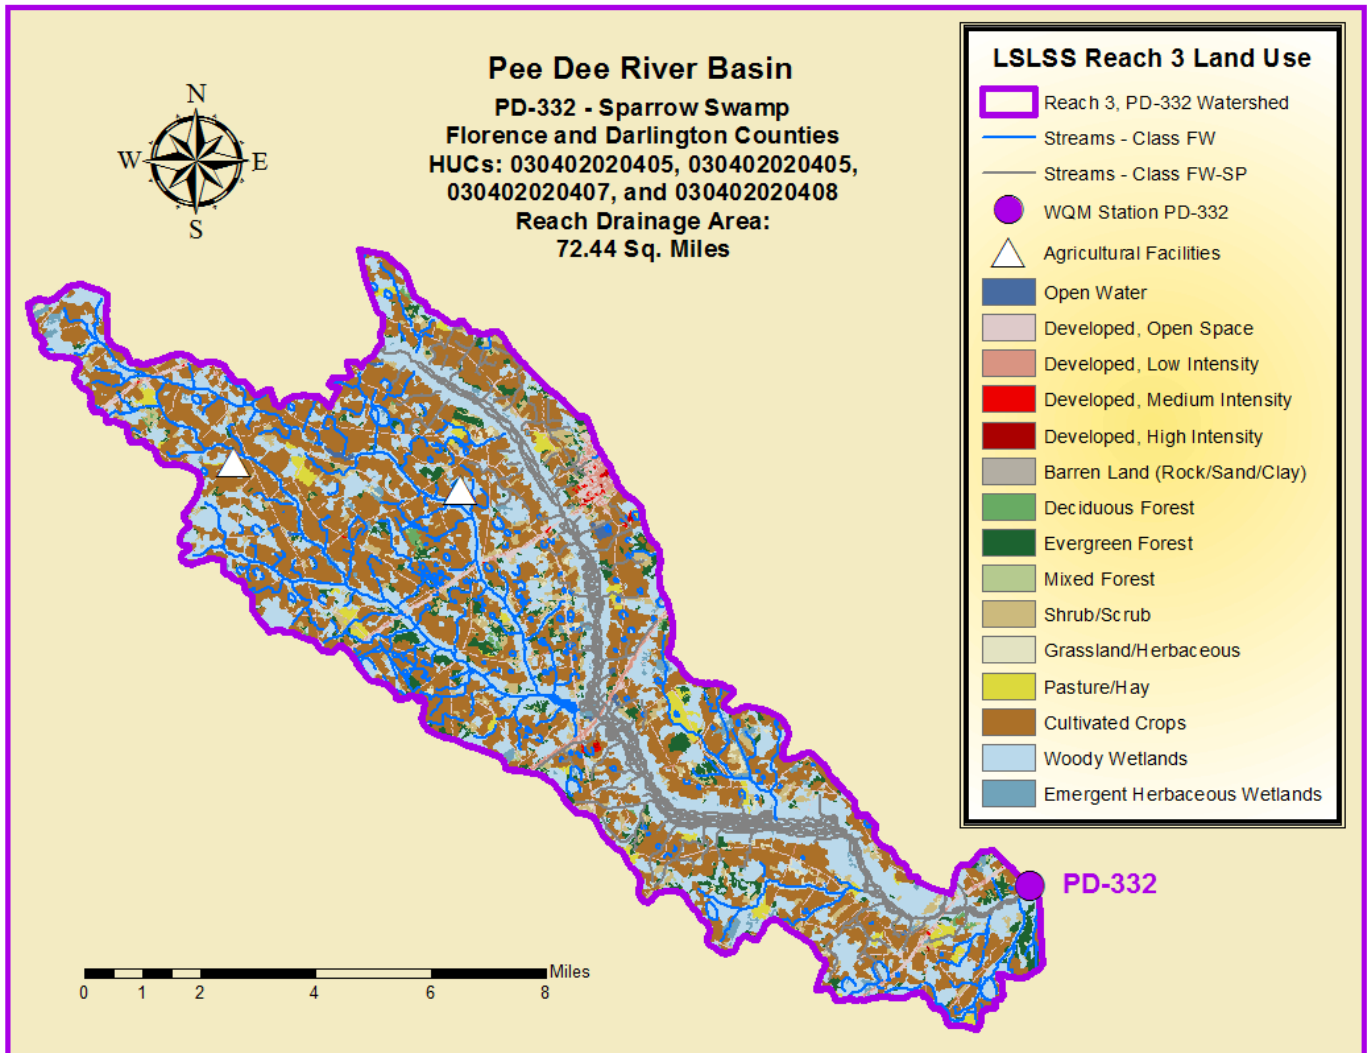 Pee Dee River Basin
PD-332 - Sparrow Swamp
Florence and Darlington Counties
HUCs: 030402020405, 030402020405,
030402020407, and 030402020408
Reach Drainage Area:
72.44 Sq. Miles
N
W
E
S
LSLSS Reach 3 Land Use
Reach 3, PD-332 Watershed
Streams - Class FW
Streams - Class FW-SP
WQM Station PD-332
Agricultural Facilities
Open Water
Developed, Open Space
Developed, Low Intensity
Developed, Medium Intensity
Developed, High Intensity
Barren Land (Rock/Sand/Clay)
Deciduous Forest
Evergreen Forest
Mixed Forest
Shrub/Scrub
Grassland/Herbaceous
Pasture/Hay
Cultivated Crops
Woody Wetlands
Emergent Herbaceous Wetlands
PD-332
Miles
0 1 2 4 6 8